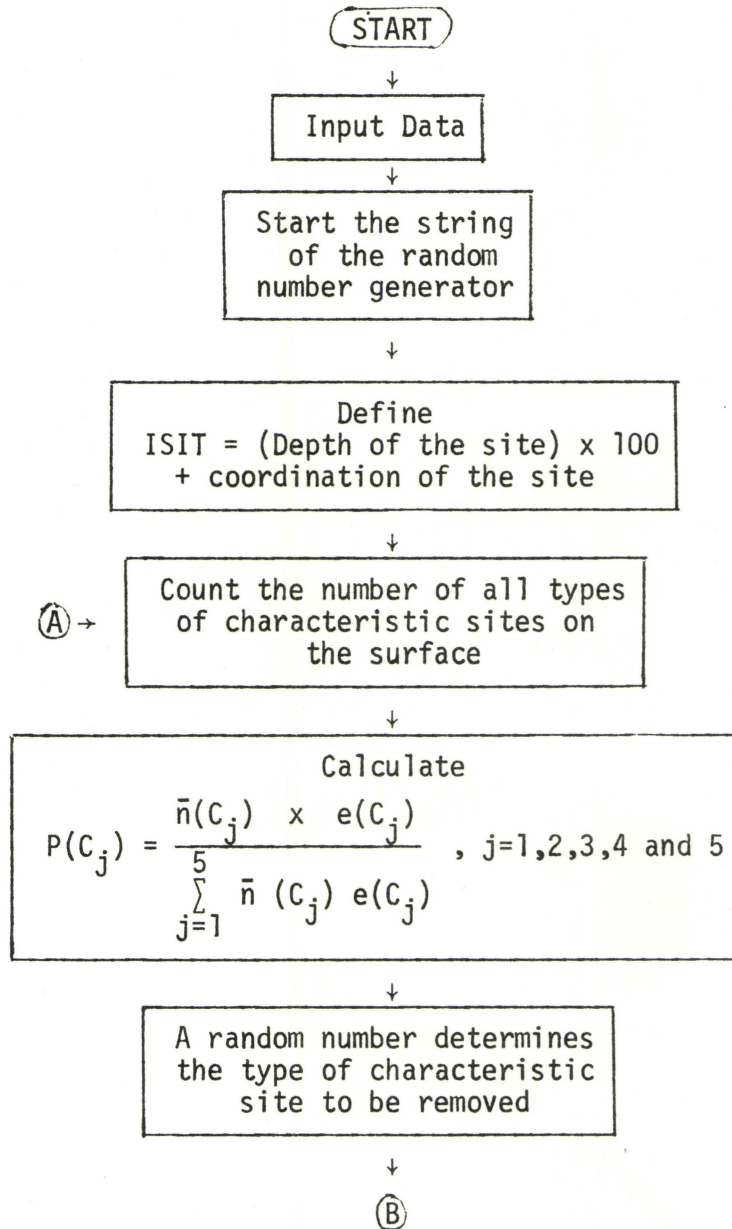 START
↓
Input Data
↓
Start the string
of the random
number generator
↓
Define
ISIT = (Depth of the site) x 100
+ coordination of the site
↓
Count the number of all types
Ⓐ → of characteristic sites on
the surface
↓
Calculate
P(C_j) = \frac{n̄(C_j) x e(C_j)}{\sum_{j=1}^{5} n̄ (C_j) e(C_j)} , j=1,2,3,4 and 5
↓
A random number determines
the type of characteristic
site to be removed
↓
Ⓑ